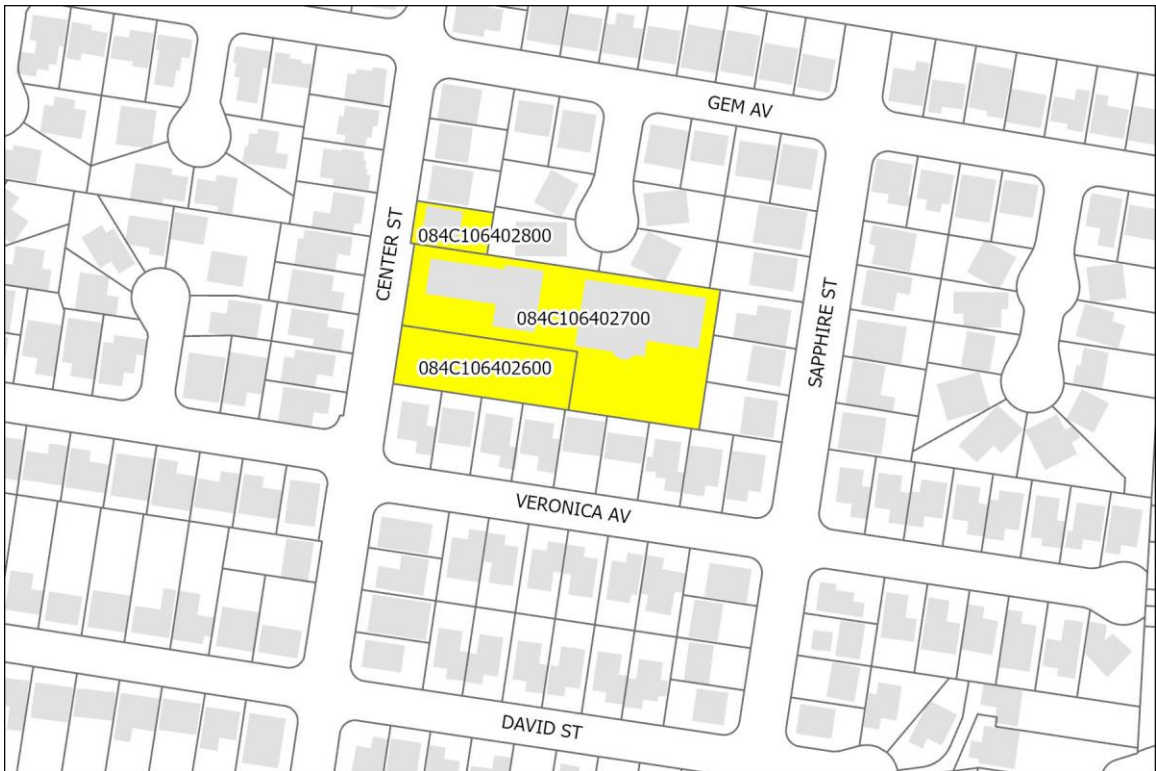 GEM AV
084C106402800
CENTER ST
084C106402700
SAPPHIRE ST
084C106402600
VERONICA AV
DAVID ST